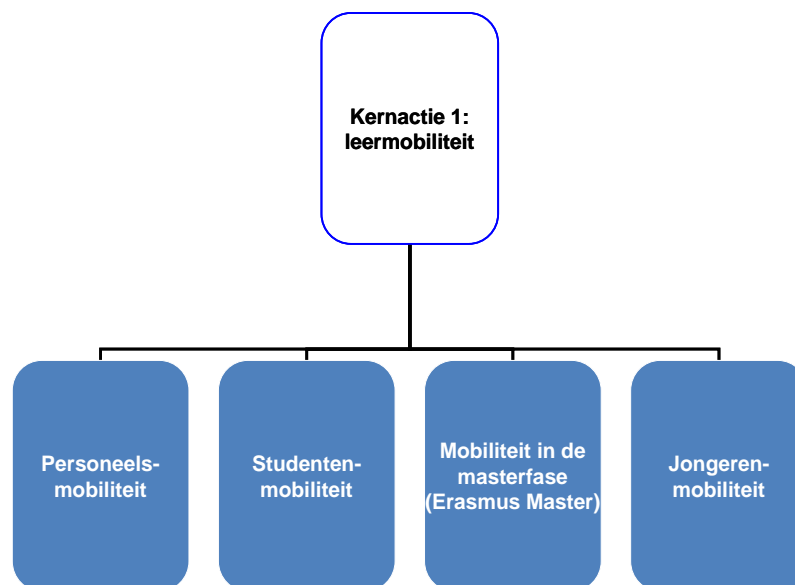 Kernactie 1:
leermobiliteit
Personeels-
mobiliteit
Studenten-
mobiliteit
Mobiliteit in de
masterfase
(Erasmus Master)
Jongeren-
mobiliteit